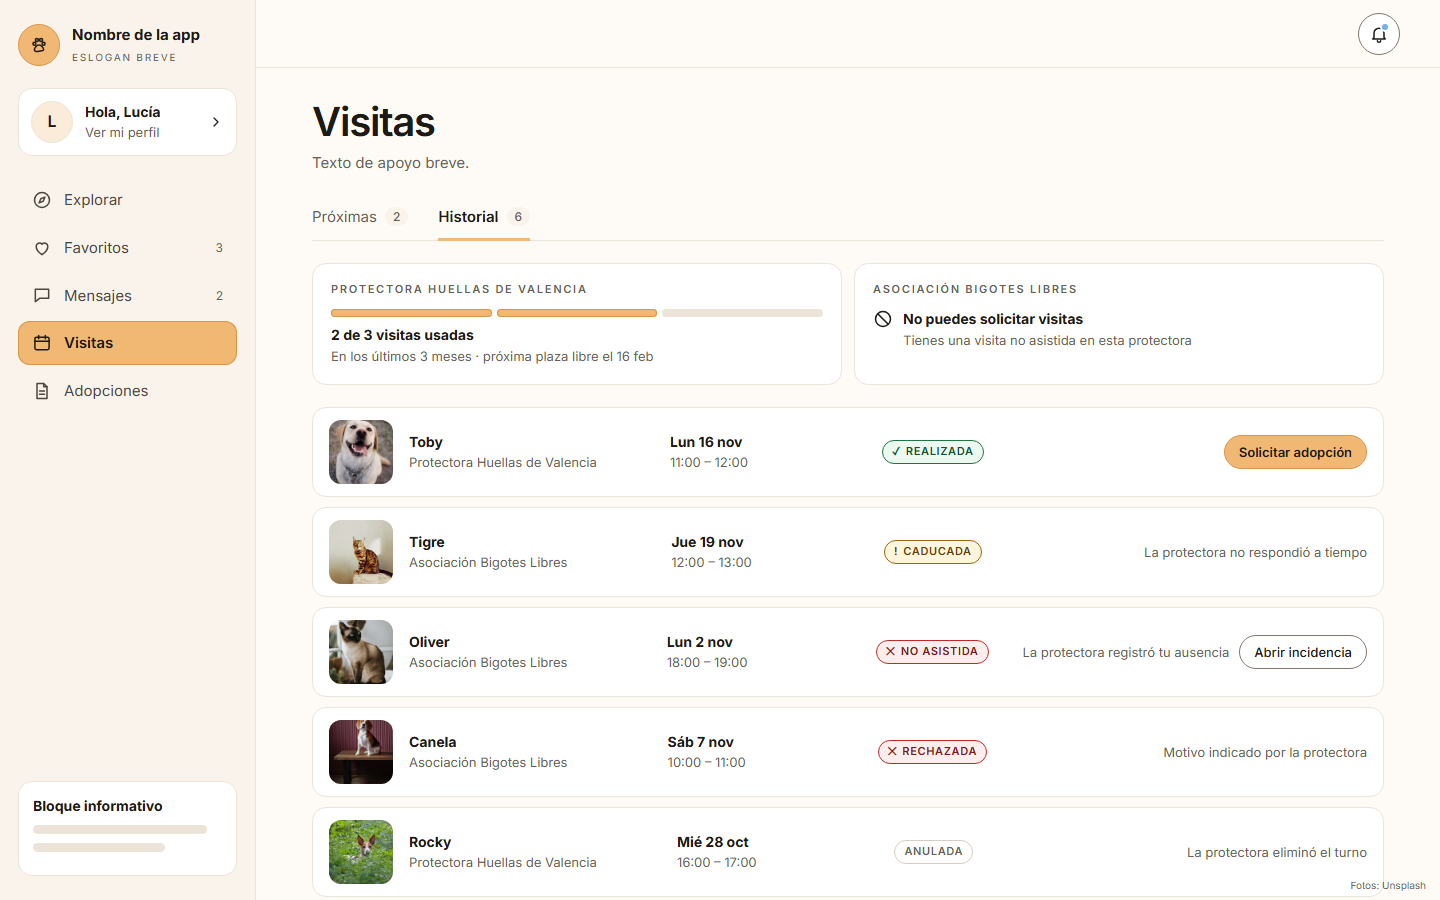 Nombre de la app
ESLOGAN BREVE
L
Hola, Lucía
Ver mi perfil
Explorar
Favoritos 3
Mensajes 2
Visitas
Adopciones
Bloque informativo
Visitas
Texto de apoyo breve.
Próximas 2 Historial 6
PROTECTORA HUELLAS DE VALENCIA
2 de 3 visitas usadas
En los últimos 3 meses · próxima plaza libre el 16 feb
ASOCIACIÓN BIGOTES LIBRES
No puedes solicitar visitas
Tienes una visita no asistida en esta protectora
Toby
Protectora Huellas de Valencia
Lun 16 nov
11:00 – 12:00
✓ REALIZADA
Solicitar adopción
Tigre
Asociación Bigotes Libres
Jue 19 nov
12:00 – 13:00
! CADUCADA
La protectora no respondió a tiempo
Oliver
Asociación Bigotes Libres
Lun 2 nov
18:00 – 19:00
✕ NO ASISTIDA
La protectora registró tu ausencia
Abrir incidencia
Canela
Asociación Bigotes Libres
Sáb 7 nov
10:00 – 11:00
✕ RECHAZADA
Motivo indicado por la protectora
Rocky
Protectora Huellas de Valencia
Mié 28 oct
16:00 – 17:00
ANULADA
La protectora eliminó el turno
Fotos: Unsplash